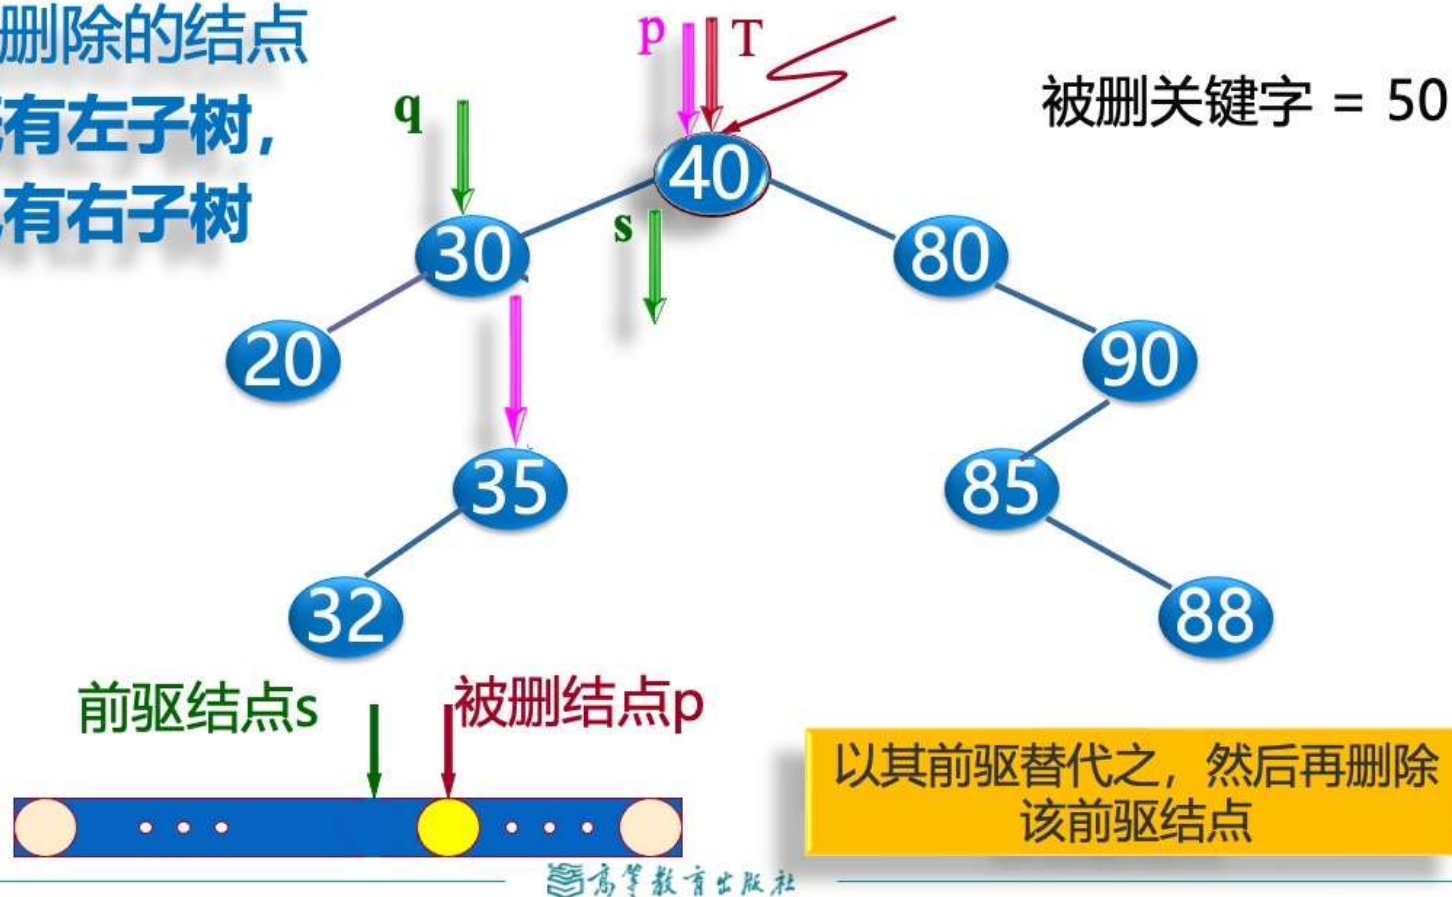 删除的结点
有左子树，
有右子树
p
T
q
s
被删关键字 = 50
40
30
80
20
90
35
85
32
88
前驱结点s
被删结点p
以其前驱替代之，然后再删除
该前驱结点
高等教育出版社